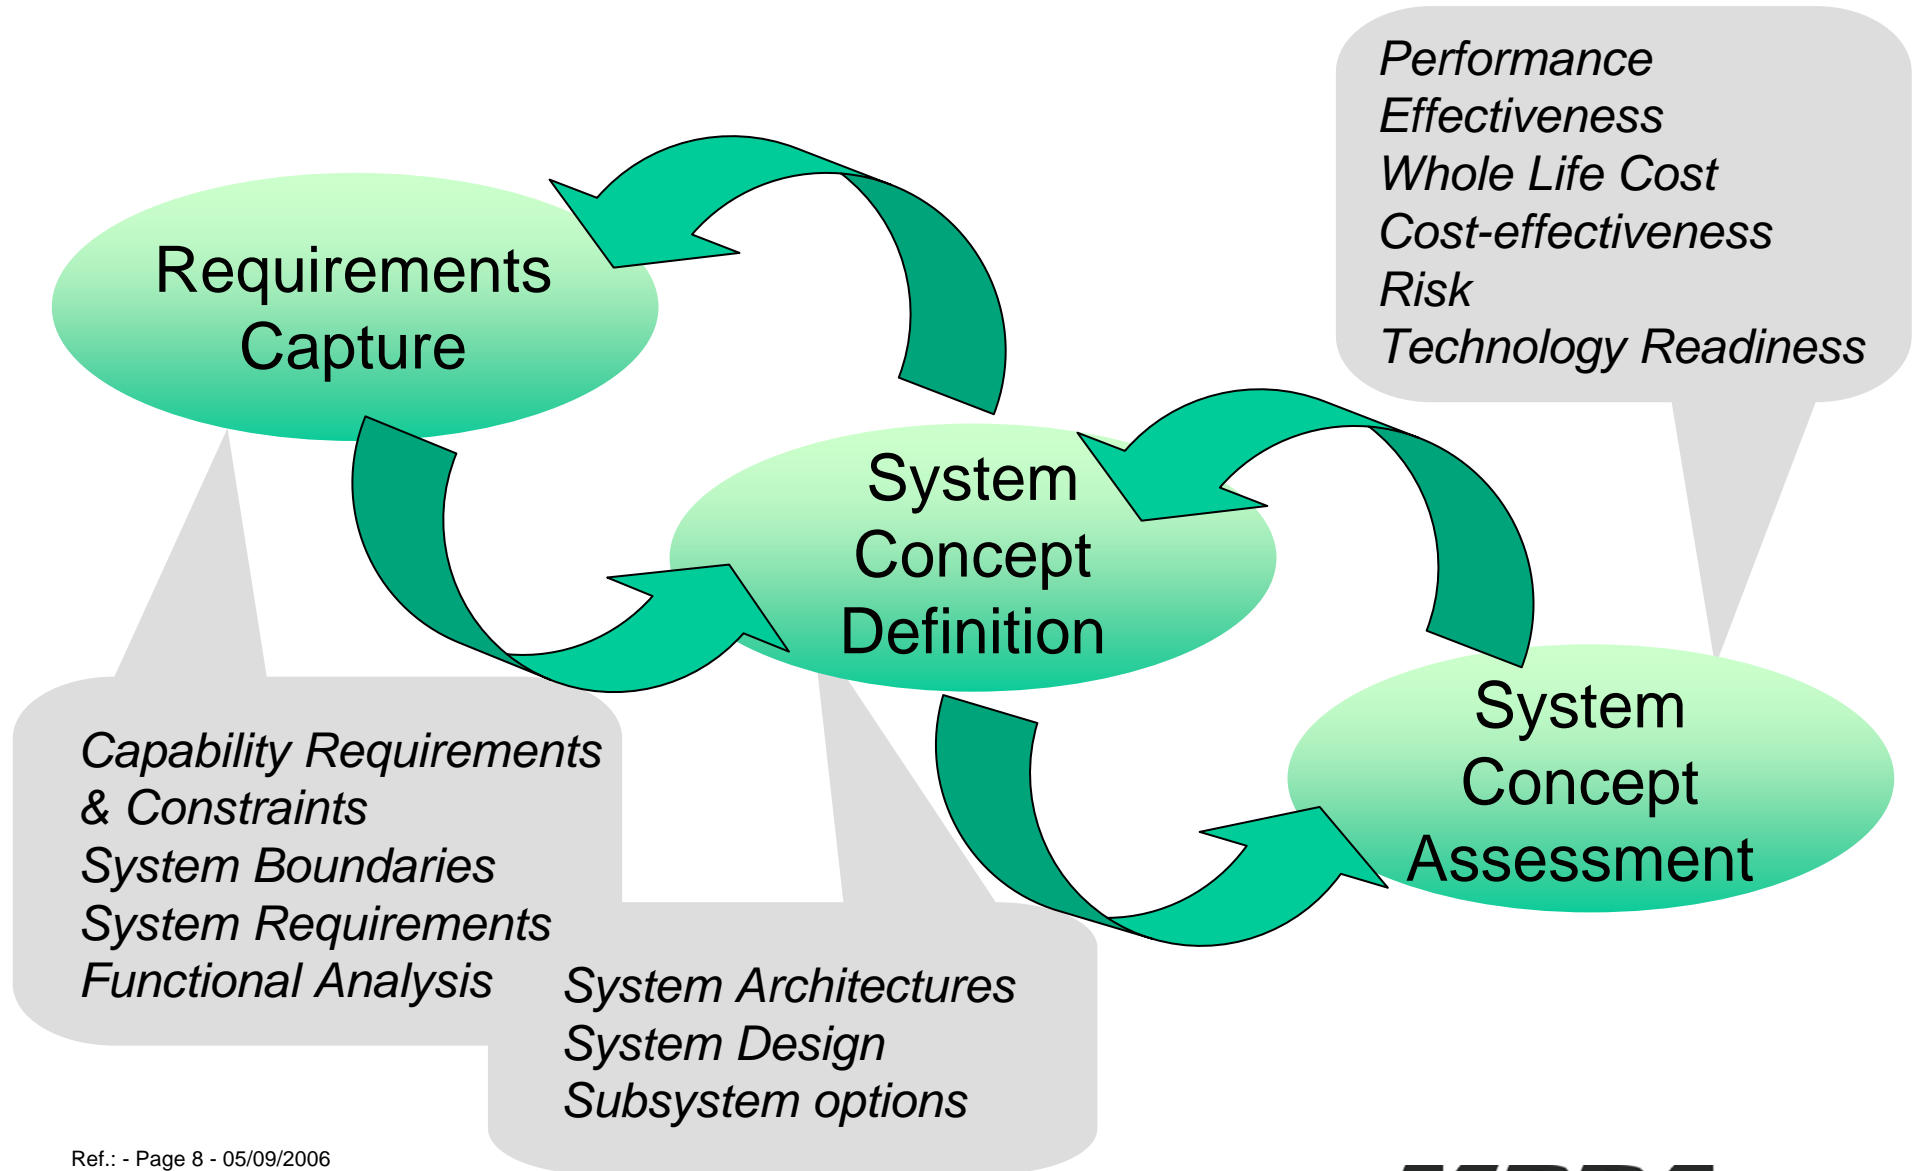 Performance
Effectiveness
Whole Life Cost
Cost-effectiveness
Risk
Technology Readiness
Requirements
Capture
System
Concept
Definition
System
Concept
Assessment
Capability Requirements
& Constraints
System Boundaries
System Requirements
Functional Analysis
System Architectures
System Design
Subsystem options
Ref.: - Page 8 - 05/09/2006